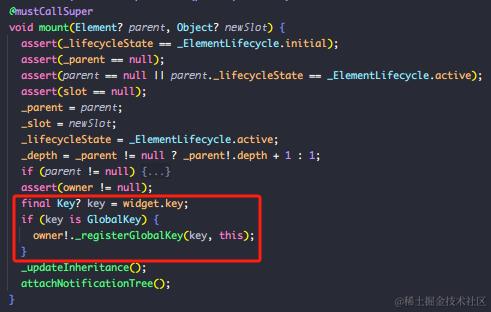 @mustCallSuper
void mount(Element? parent, Object? newSlot) {
  assert(_lifecycleState == _ElementLifecycle.initial);
  assert(_parent == null);
  assert(parent == null || parent._lifecycleState == _ElementLifecycle.active);
  assert(slot == null);
  _parent = parent;
  _slot = newSlot;
  _lifecycleState = _ElementLifecycle.active;
  _depth = _parent != null ? _parent!.depth + 1 : 1;
  if (parent != null) {...}
  assert(owner != null);
  final Key? key = widget.key;
  if (key is GlobalKey) {
    owner!._registerGlobalKey(key, this);
  }
  _updateInheritance();
  attachNotificationTree();
}
@稀土掘金技术社区